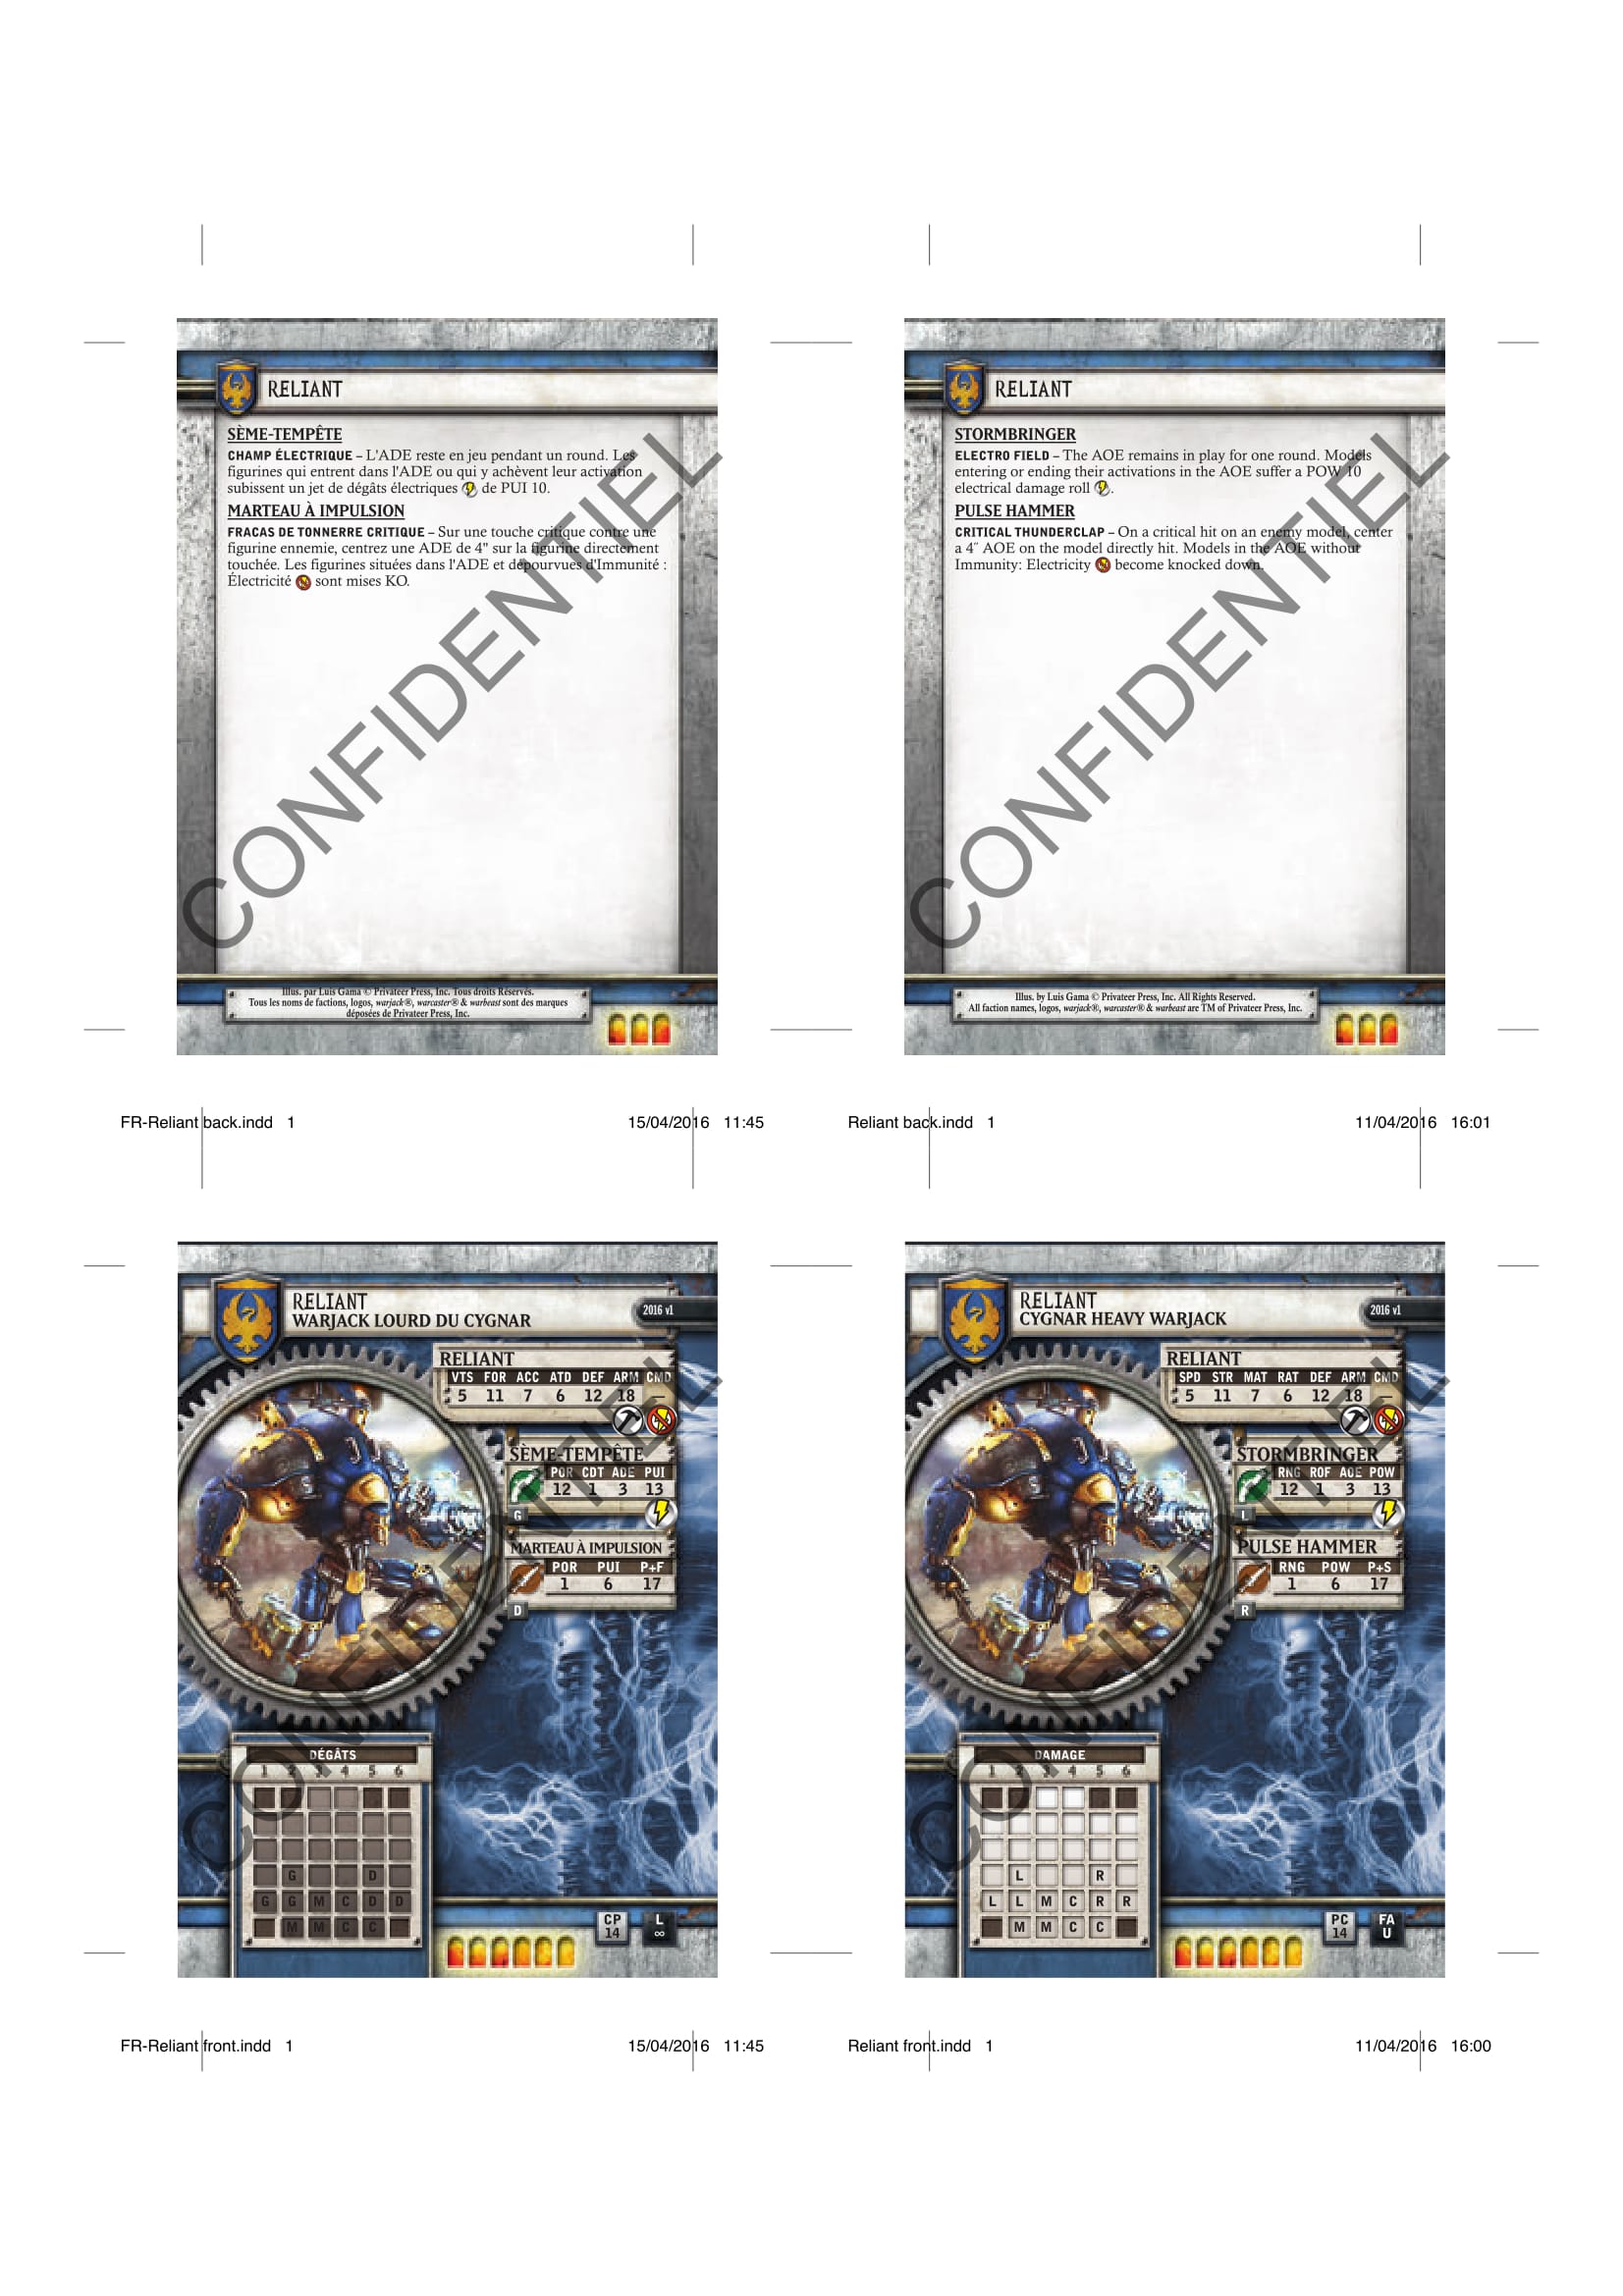 RELIANT
SÈME-TEMPÊTE
CHAMP ÉLECTRIQUE – L'ADE reste en jeu pendant un round. Les
figurines qui entrent dans l'ADE ou qui y achèvent leur activation
subissent un jet de dégâts électriques de PUI 10.
MARTEAU À IMPULSION
FRACAS DE TONNERRE CRITIQUE – Sur une touche critique contre une
figurine ennemie, centrez une ADE de 4" sur la figurine directement
touchée. Les figurines situées dans l'ADE et dépourvues d'Immunité :
Électricité sont mises KO.
CONFIDENTIEL
Illus. par Luis Gama © Privateer Press, Inc. Tous droits Réservés.
Tous les noms de factions, logos, warjack®, warcaster® & warbeast sont des marques
déposées de Privateer Press, Inc.
FR-Reliant back.indd 1 15/04/2016 11:45
RELIANT
STORMBRINGER
ELECTRO FIELD – The AOE remains in play for one round. Models
entering or ending their activations in the AOE suffer a POW 10
electrical damage roll .
PULSE HAMMER
CRITICAL THUNDERCLAP – On a critical hit on an enemy model, center
a 4˝ AOE on the model directly hit. Models in the AOE without
Immunity: Electricity become knocked down.
CONFIDENTIEL
Illus. by Luis Gama © Privateer Press, Inc. All Rights Reserved.
All faction names, logos, warjack®, warcaster® & warbeast are TM of Privateer Press, Inc.
Reliant back.indd 1 11/04/2016 16:01
RELIANT
WARJACK LOURD DU CYGNAR
2016 v1
RELIANT
VTS FOR ACC ATD DEF ARM CMD
5 11 7 6 12 18 —
SÈME-TEMPÊTE
POR CDT ADE PUI
12 1 3 13
G
MARTEAU À IMPULSION
POR PUI P+F
1 6 17
D
CONFIDENTIEL
DÉGÂTS
1 2 3 4 5 6
G D
G G M C D D
M M C C
CP
14
L
∞
FR-Reliant front.indd 1 15/04/2016 11:45
RELIANT
CYGNAR HEAVY WARJACK
2016 v1
RELIANT
SPD STR MAT RAT DEF ARM CMD
5 11 7 6 12 18 —
STORMBRINGER
RNG ROF AOE POW
12 1 3 13
L
PULSE HAMMER
RNG POW P+S
1 6 17
R
CONFIDENTIEL
DAMAGE
1 2 3 4 5 6
L R
L L M C R R
M M C C
PC
14
FA
U
Reliant front.indd 1 11/04/2016 16:00